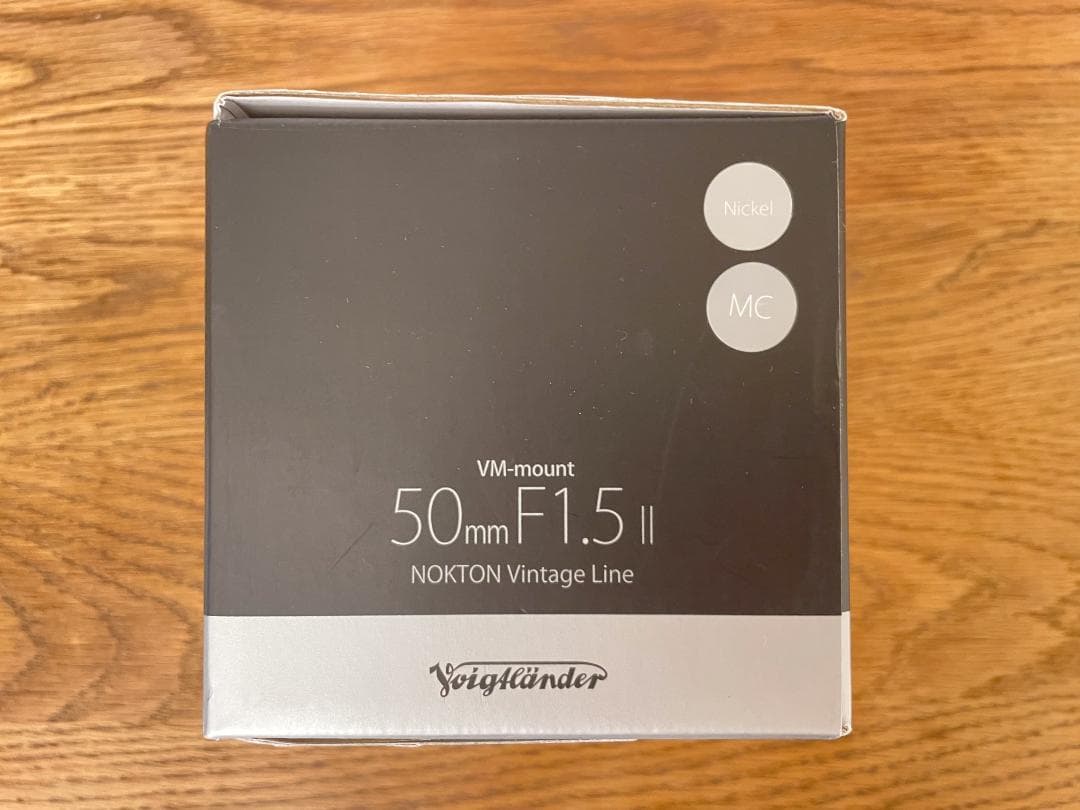 Nickel
MC
VM-mount
50mm F1.5 II
NOKTON Vintage Line
Voigtländer